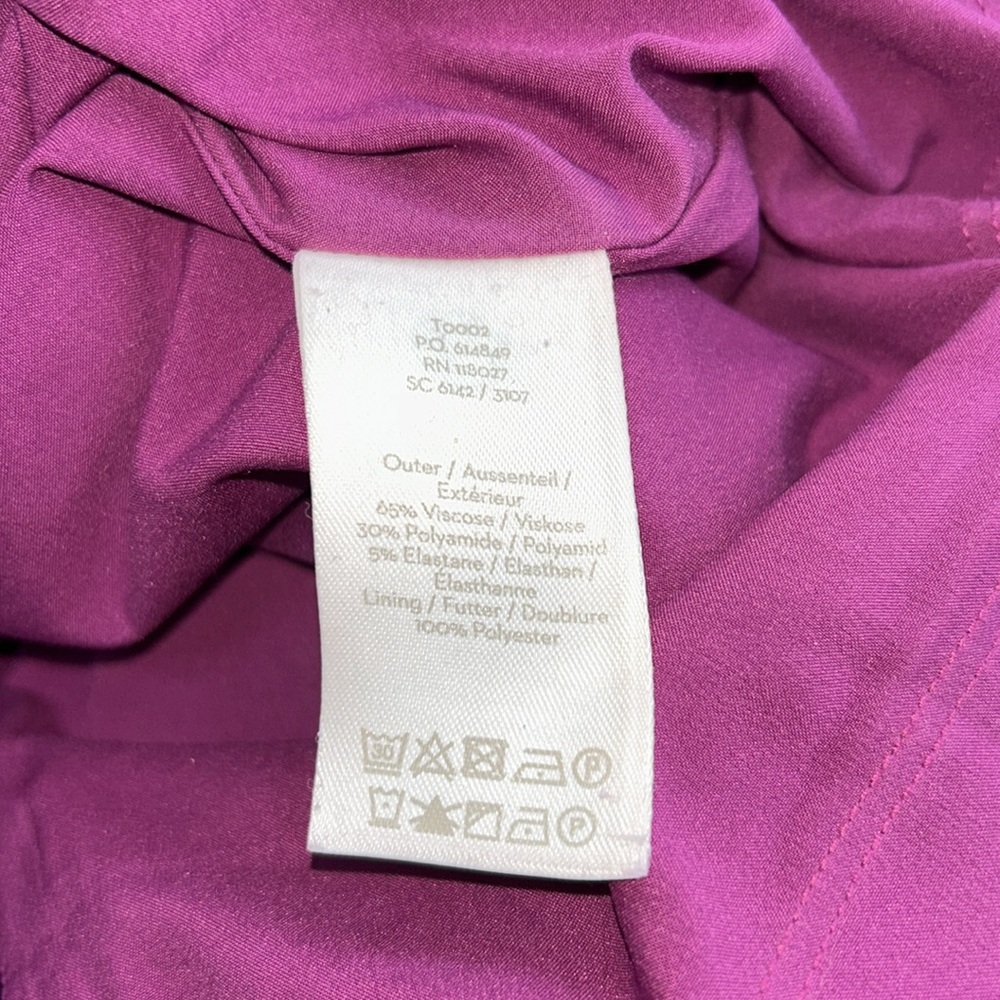 T0002
P.O. 614849
RN 118027
SC 6142 / 3107
Outer / Aussenteil /
Extérieur
65% Viscose / Viskose
30% Polyamide / Polyamid
5% Elastane / Elasthan /
Élasthanne
Lining / Futter / Doublure
100% Polyester
30 P
P